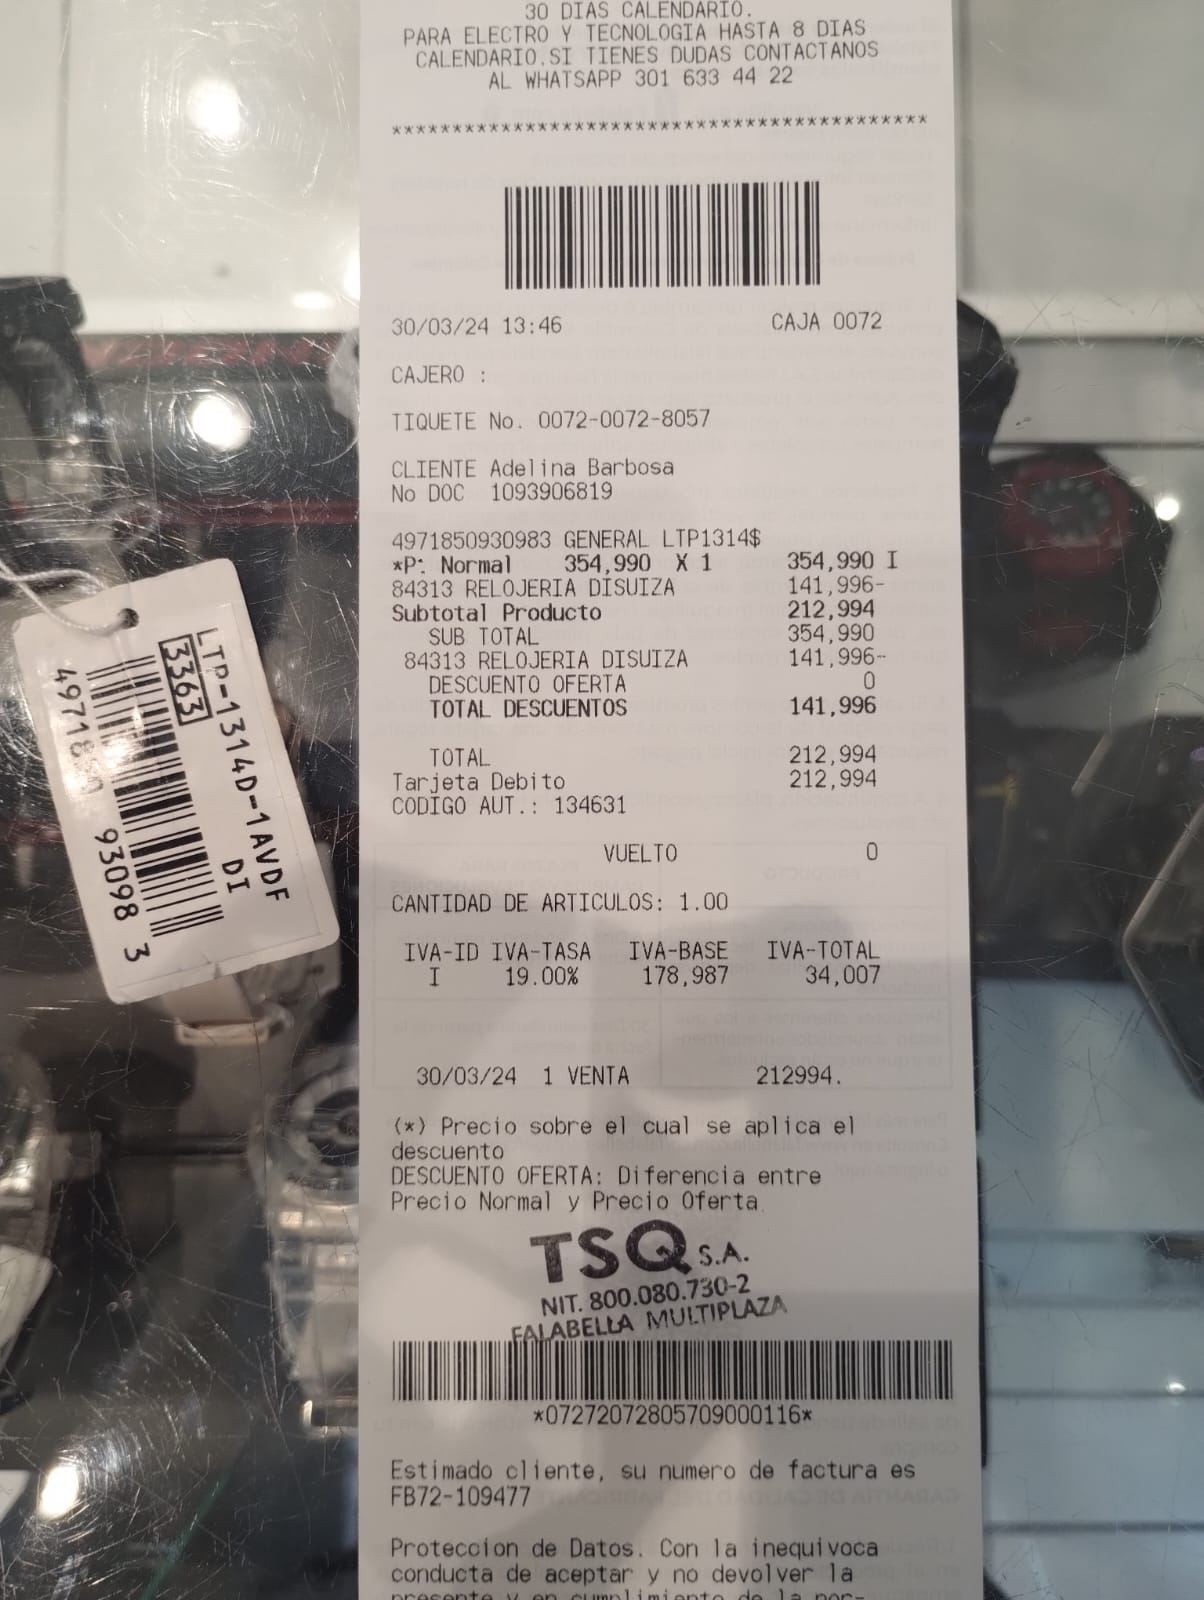 30 DIAS CALENDARIO.
PARA ELECTRO Y TECNOLOGIA HASTA 8 DIAS
CALENDARIO.SI TIENES DUDAS CONTACTANOS
AL WHATSAPP 301 633 44 22
********************************************
30/03/24 13:46 CAJA 0072
CAJERO :
TIQUETE No. 0072-0072-8057
CLIENTE Adelina Barbosa
No DOC 1093906819
4971850930983 GENERAL LTP1314$
*P: Normal 354,990 X 1 354,990 I
84313 RELOJERIA DISUIZA 141,996-
Subtotal Producto 212,994
SUB TOTAL 354,990
84313 RELOJERIA DISUIZA 141,996-
DESCUENTO OFERTA 0
TOTAL DESCUENTOS 141,996
TOTAL 212,994
Tarjeta Debito 212,994
CODIGO AUT.: 134631
VUELTO 0
CANTIDAD DE ARTICULOS: 1.00
IVA-ID IVA-TASA IVA-BASE IVA-TOTAL
I 19.00% 178,987 34,007
30/03/24 1 VENTA 212994.
(*) Precio sobre el cual se aplica el
descuento
DESCUENTO OFERTA: Diferencia entre
Precio Normal y Precio Oferta.
TSQ S.A.
NIT. 800.080.730-2
FALABELLA MULTIPLAZA
*072720728057090000116*
Estimado cliente, su numero de factura es
FB72-109477
Proteccion de Datos. Con la inequivoca
conducta de aceptar y no devolver la
presente y en cumplimiento de la nor-
LTP-1314D-1AVDF
3363 DI
4971850 93098 3